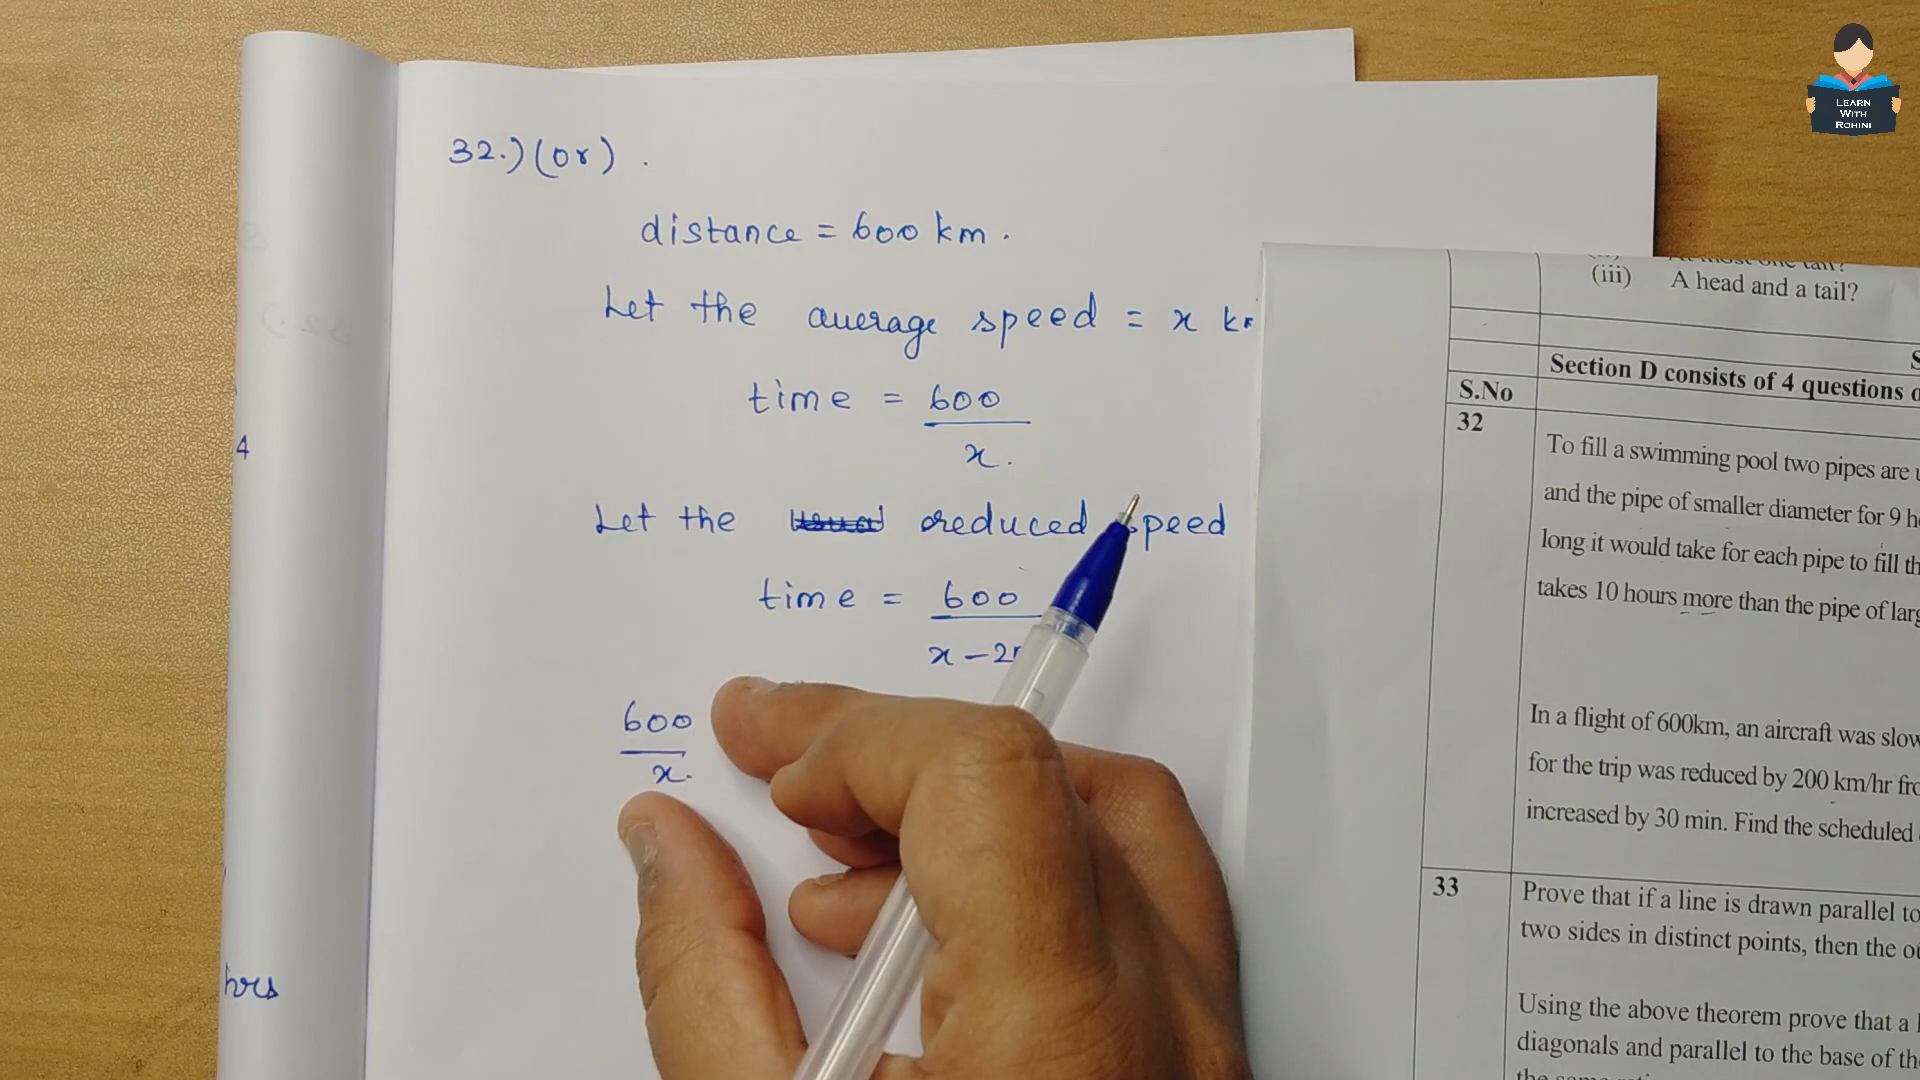 LEARN
WITH
ROHINI
32.) (or) .
distance = 600 km .
Let the average speed = x
time = 600
x .
Let the reduced speed
time = 600
x - 2
600
x .
4
hrs
(iii) A head and a tail?
Section D consists of 4 questions
S.No
32
To fill a swimming pool two pipes are
and the pipe of smaller diameter for 9
long it would take for each pipe to fill
takes 10 hours more than the pipe of
In a flight of 600km, an aircraft was
for the trip was reduced by 200 km/hr
increased by 30 min. Find the scheduled
33
Prove that if a line is drawn parallel to
two sides in distinct points, then the
Using the above theorem prove that a
diagonals and parallel to the base of